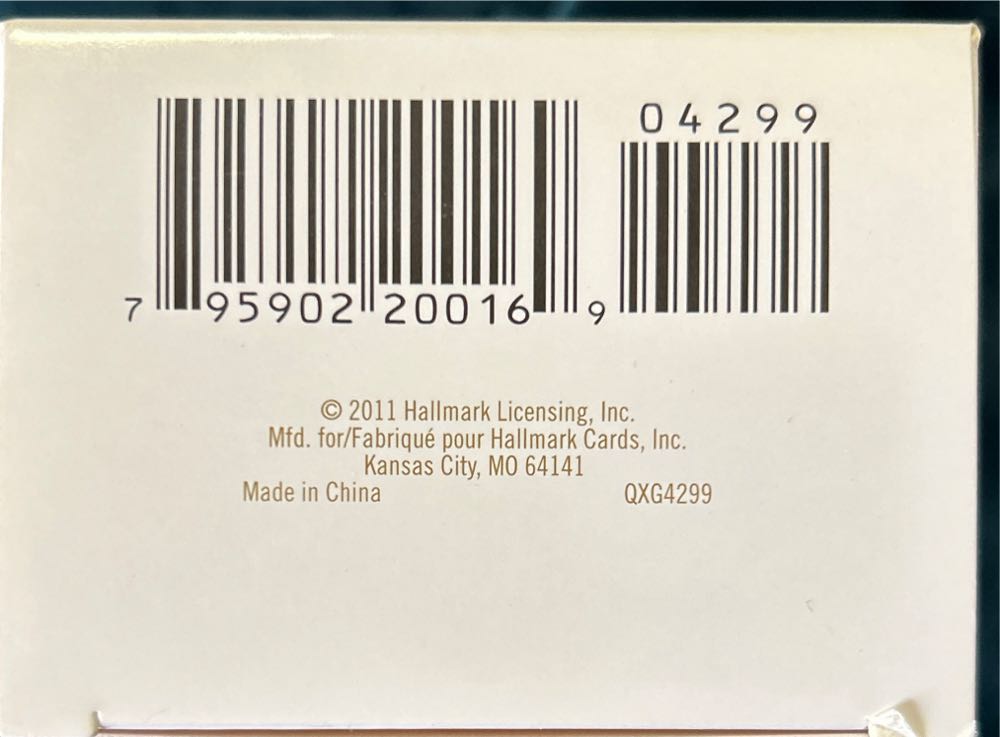 04299
7 95902 20016 9
© 2011 Hallmark Licensing, Inc.
Mfd. for/Fabriqué pour Hallmark Cards, Inc.
Kansas City, MO 64141
Made in China QXG4299